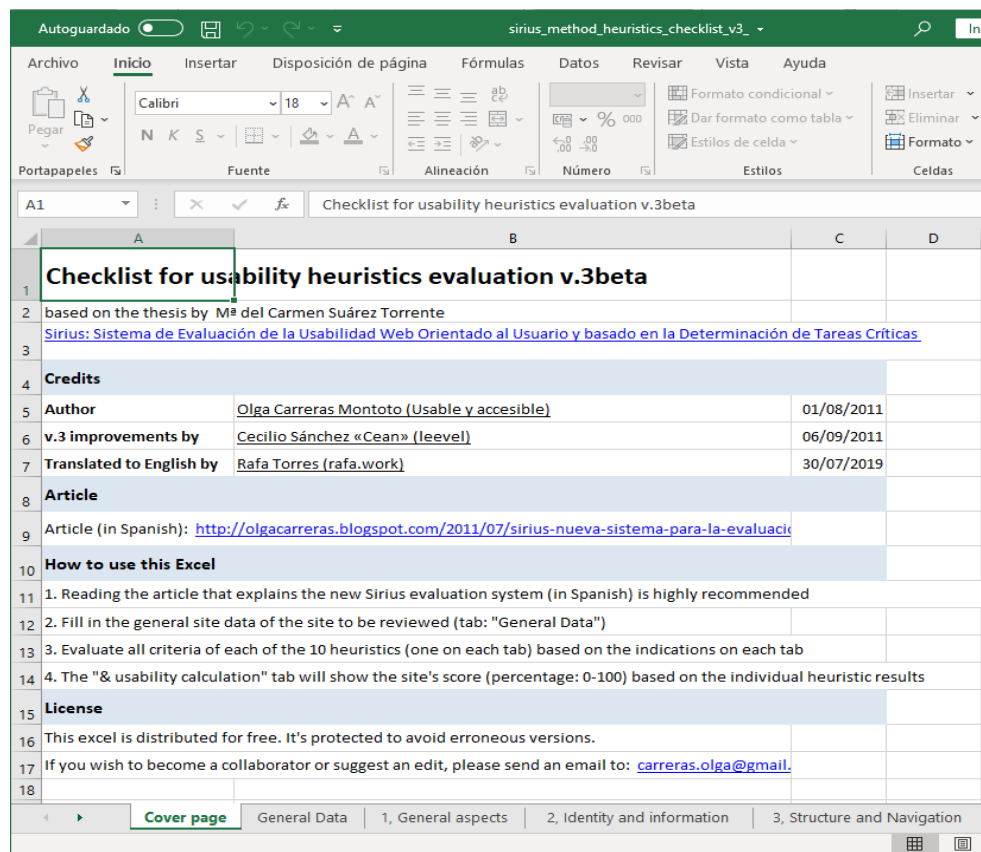 Autoguardado sirius_method_heuristics_checklist_v3_ In
Archivo Inicio Insertar Disposición de página Fórmulas Datos Revisar Vista Ayuda
Pegar
Calibri 18 A A
N K S A
ab
% 000
Formato condicional
Dar formato como tabla
Estilos de celda
Insertar
Eliminar
Formato
Portapapeles Fuente Alineación Número Estilos Celdas
A1 fx Checklist for usability heuristics evaluation v.3beta
A B C D
1 Checklist for usability heuristics evaluation v.3beta
2 based on the thesis by Mª del Carmen Suárez Torrente
3 Sirius: Sistema de Evaluación de la Usabilidad Web Orientado al Usuario y basado en la Determinación de Tareas Críticas
4 Credits
5 Author Olga Carreras Montoto (Usable y accesible) 01/08/2011
6 v.3 improvements by Cecilio Sánchez «Cean» (leevel) 06/09/2011
7 Translated to English by Rafa Torres (rafa.work) 30/07/2019
8 Article
9 Article (in Spanish): http://olgacarreras.blogspot.com/2011/07/sirius-nueva-sistema-para-la-evaluació
10 How to use this Excel
11 1. Reading the article that explains the new Sirius evaluation system (in Spanish) is highly recommended
12 2. Fill in the general site data of the site to be reviewed (tab: "General Data")
13 3. Evaluate all criteria of each of the 10 heuristics (one on each tab) based on the indications on each tab
14 4. The "& usability calculation" tab will show the site's score (percentage: 0-100) based on the individual heuristic results
15 License
16 This excel is distributed for free. It's protected to avoid erroneous versions.
17 If you wish to become a collaborator or suggest an edit, please send an email to: carreras.olga@gmail.
18
Cover page General Data 1, General aspects 2, Identity and information 3, Structure and Navigation